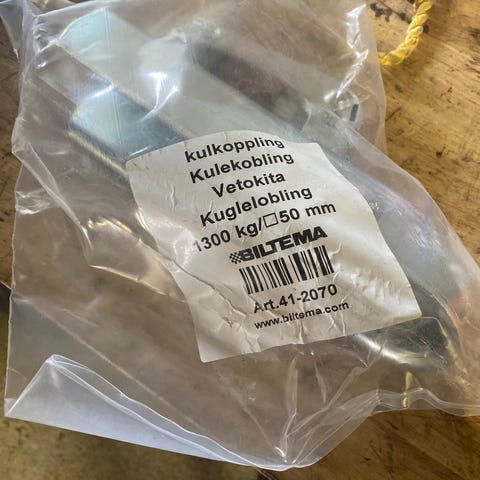 kulkoppling
Kulekobling
Vetokita
Kuglelobling
1300 kg/□50 mm
BILTEMA
Art.41-2070
www.biltema.com